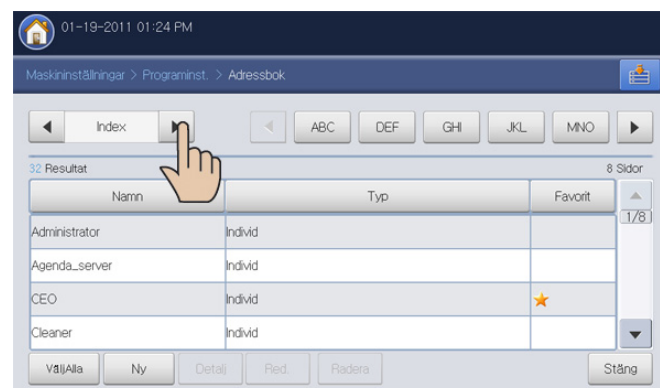 01-19-2011 01:24 PM
Maskininställningar > Programinst. > Adressbok
Index ABC DEF GHI JKL MNO
32 Resultat 8 Sidor
Namn Typ Favorit
1/8
Administrator Individ
Agenda_server Individ
CEO Individ
Cleaner Individ
VäljAlla Ny Detalj Red. Radera Stäng